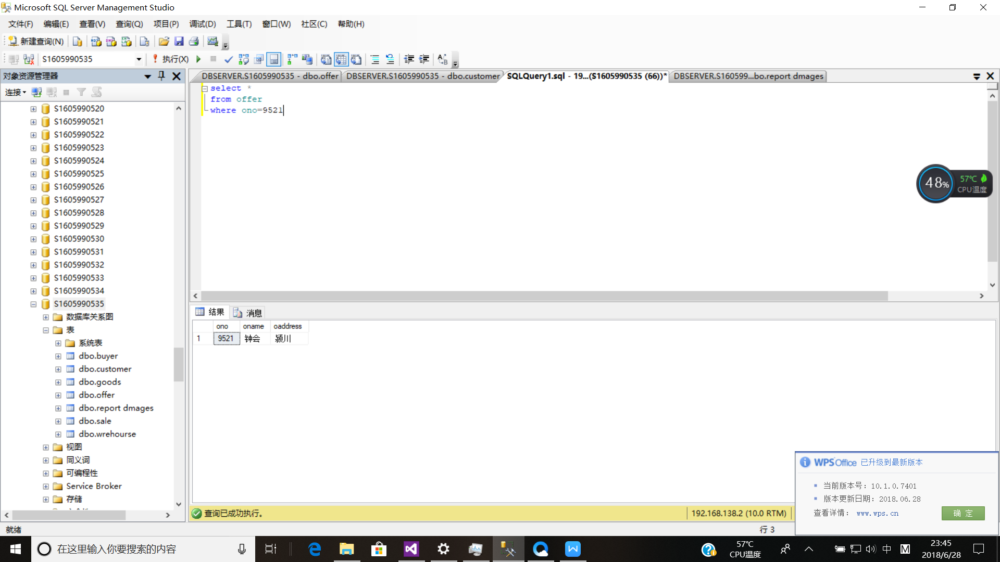 Microsoft SQL Server Management Studio
文件(F) 编辑(E) 查看(V) 查询(Q) 项目(P) 调试(D) 工具(T) 窗口(W) 社区(C) 帮助(H)
新建查询(N)
S1605990535 执行(X)
对象资源管理器
连接
S1605990520
S1605990521
S1605990522
S1605990523
S1605990524
S1605990525
S1605990526
S1605990527
S1605990528
S1605990529
S1605990530
S1605990531
S1605990532
S1605990533
S1605990534
S1605990535
数据库关系图
表
系统表
dbo.buyer
dbo.customer
dbo.goods
dbo.offer
dbo.report dmages
dbo.sale
dbo.wrehourse
视图
同义词
可编程性
Service Broker
存储
DBSERVER.S1605990535 - dbo.offer DBSERVER.S1605990535 - dbo.customer SQLQuery1.sql - 19...(S1605990535 (66))* DBSERVER.S160599...bo.report dmages
select *
from offer
where ono=9521
48% 57℃
CPU温度
结果 消息
ono oname oaddress
1 9521 钟会 颍川
查询已成功执行。 192.168.138.2 (10.0 RTM)
WPS Office 已升级到最新版本
当前版本号: 10.1.0.7401
版本更新日期: 2018.06.28
查看详情: www.wps.cn 确 定
就绪 行 3
在这里输入你要搜索的内容
57℃
CPU温度
中 M
23:45
2018/6/28